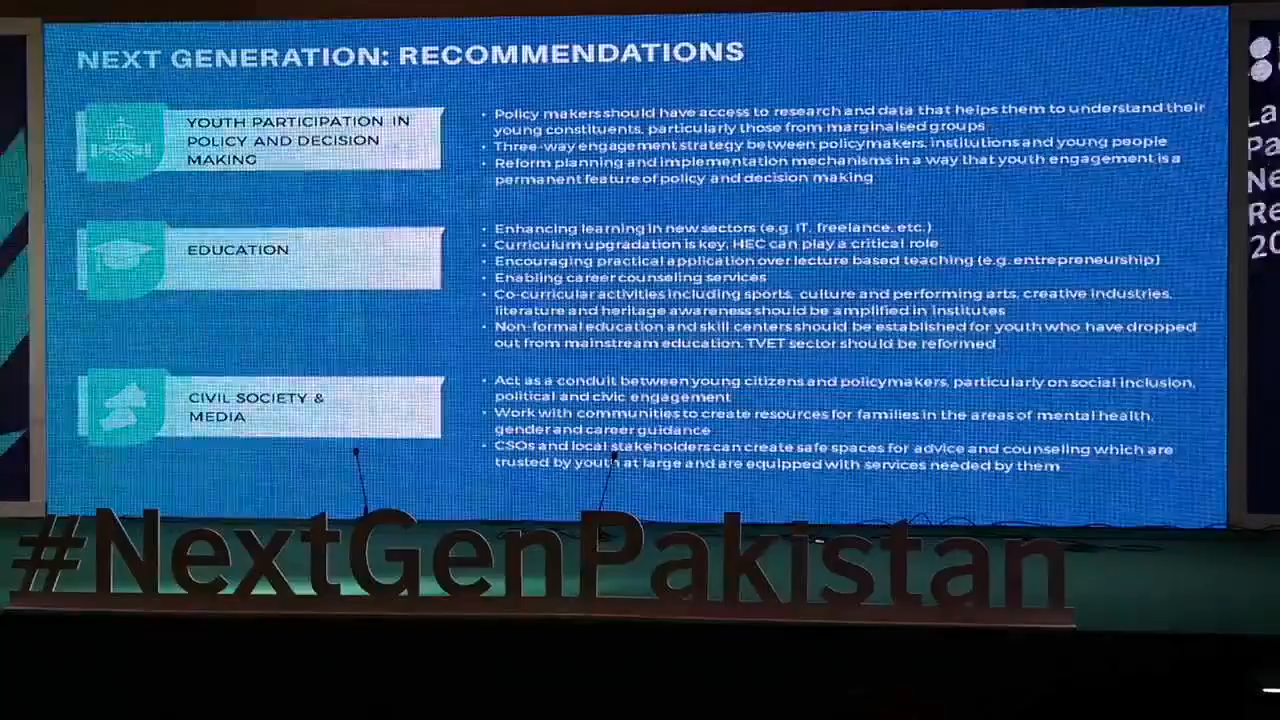 NEXT GENERATION: RECOMMENDATIONS
YOUTH PARTICIPATION IN
POLICY AND DECISION
MAKING
• Policy makers should have access to research and data that helps them to understand their
young constituents, particularly those from marginalised groups
• Three-way engagement strategy between policymakers, institutions and young people
• Reform planning and implementation mechanisms in a way that youth engagement is a
permanent feature of policy and decision making
EDUCATION
• Enhancing learning in new sectors (e.g. IT, freelance, etc.)
• Curriculum upgradation is key, HEC can play a critical role
• Encouraging practical application over lecture based teaching (e.g. entrepreneurship)
• Enabling career counseling services
• Co-curricular activities including sports, culture and performing arts, creative industries,
literature and heritage awareness should be amplified in institutes
• Non-formal education and skill centers should be established for youth who have dropped
out from mainstream education. TVET sector should be reformed
CIVIL SOCIETY &
MEDIA
• Act as a conduit between young citizens and policymakers, particularly on social inclusion,
political and civic engagement
• Work with communities to create resources for families in the areas of mental health,
gender and career guidance
• CSOs and local stakeholders can create safe spaces for advice and counseling which are
trusted by youth at large and are equipped with services needed by them
La
Pa
Ne
Re
20
#NextGenPakistan